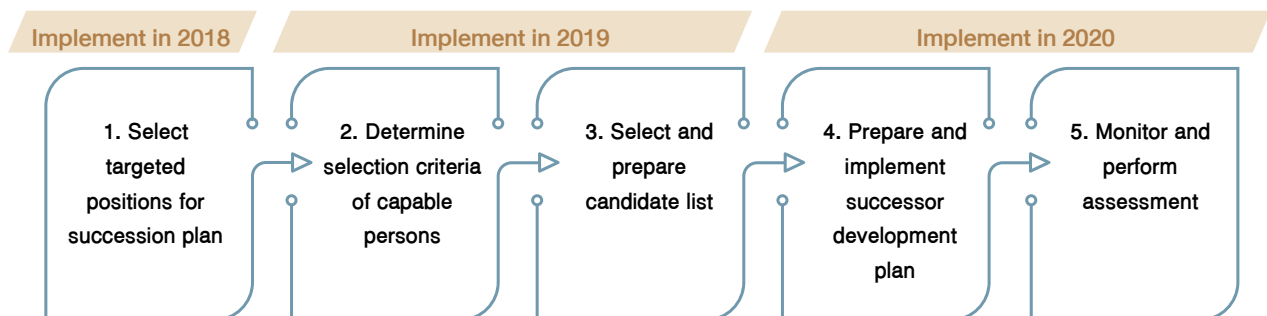 Implement in 2018
Implement in 2019
Implement in 2020
1. Select
targeted
positions for
succession plan
2. Determine
selection criteria
of capable
persons
3. Select and
prepare
candidate list
4. Prepare and
implement
successor
development
plan
5. Monitor and
perform
assessment